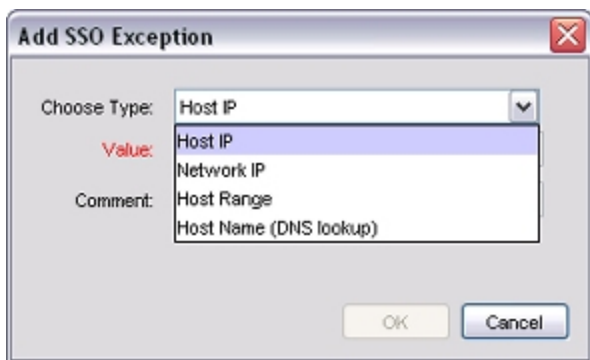 Add SSO Exception
Choose Type: Host IP
Host IP
Value:
Network IP
Comment: Host Range
Host Name (DNS lookup)
OK Cancel